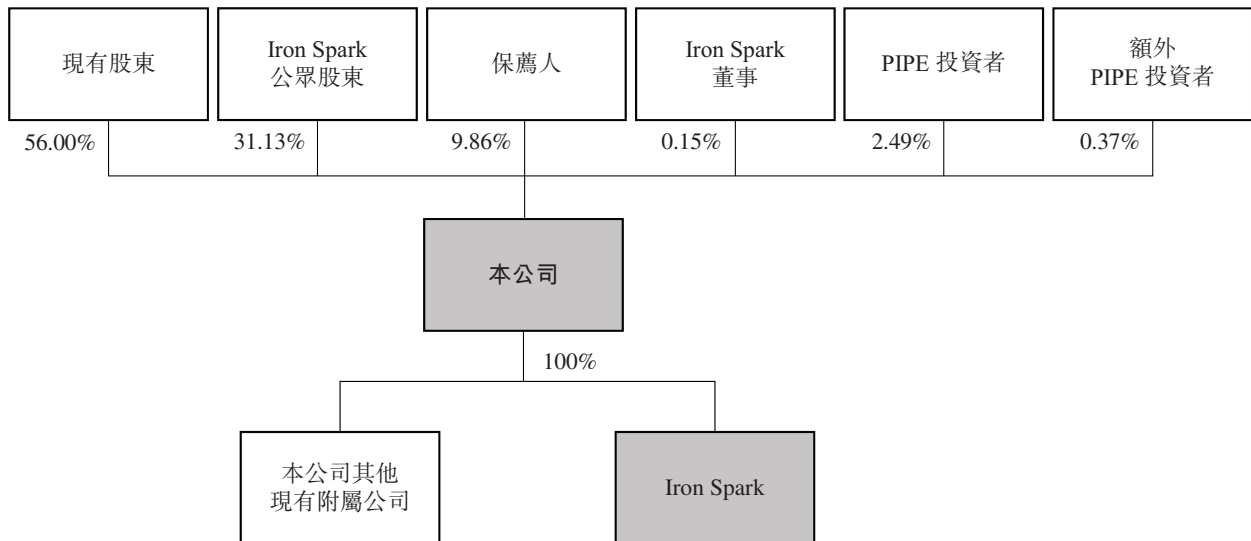 現有股東
Iron Spark
公眾股東
保薦人
Iron Spark
董事
PIPE 投資者
額外
PIPE 投資者
56.00%
31.13%
9.86%
0.15%
2.49%
0.37%
本公司
100%
本公司其他
現有附屬公司
Iron Spark